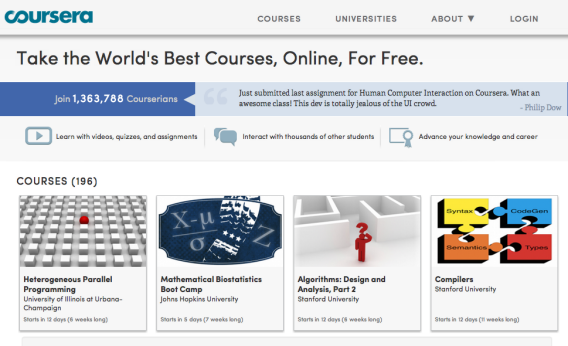 coursera
COURSES UNIVERSITIES ABOUT ▼ LOGIN
Take the World's Best Courses, Online, For Free.
Join 1,363,788 Courserians
Just submitted last assignment for Human Computer Interaction on Coursera. What an
awesome class! This dev is totally jealous of the UI crowd.
- Philip Dow
Learn with videos, quizzes, and assignments
Interact with thousands of other students
Advance your knowledge and career
COURSES (196)
X-μ
σ
Z
Syntax
CodeGen
Semantics
Types
Heterogeneous Parallel
Programming
University of Illinois at Urbana-
Champaign
Starts in 12 days (6 weeks long)
Mathematical Biostatistics
Boot Camp
Johns Hopkins University
Starts in 5 days (7 weeks long)
Algorithms: Design and
Analysis, Part 2
Stanford University
Starts in 12 days (6 weeks long)
Compilers
Stanford University
Starts in 12 days (11 weeks long)